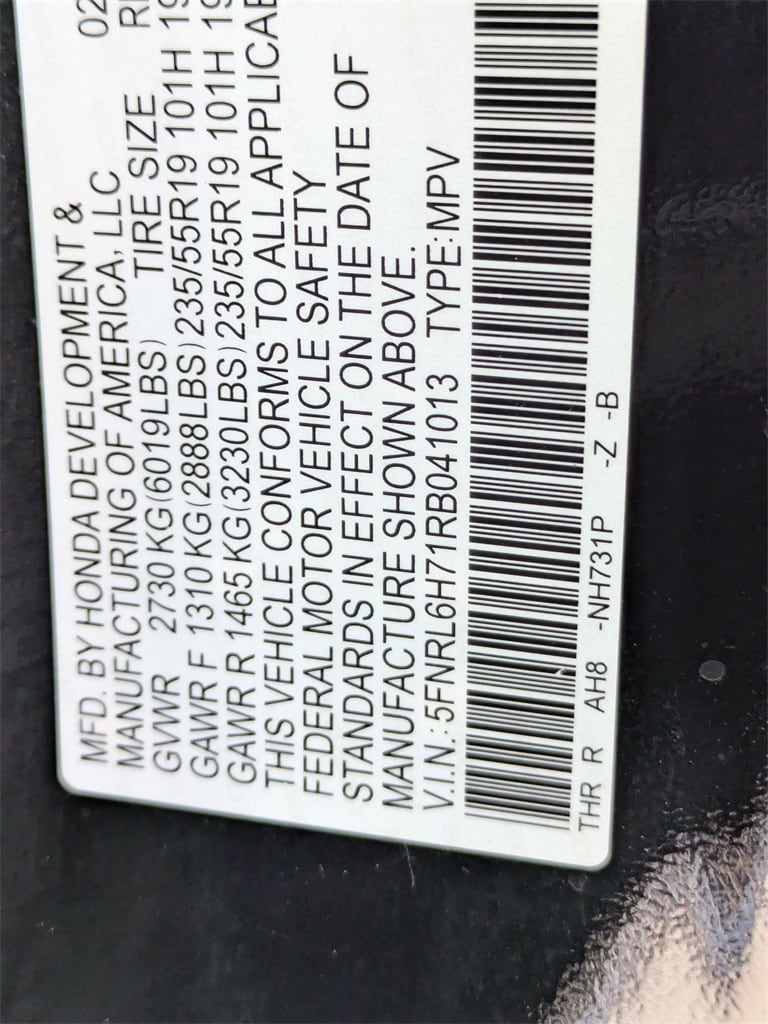 MFD. BY HONDA DEVELOPMENT & 02
MANUFACTURING OF AMERICA, LLC
GVWR 2730 KG(6019LBS) TIRE SIZE
GAWR F 1310 KG(2888LBS) 235/55R19 101H
GAWR R 1465 KG(3230LBS) 235/55R19 101H
THIS VEHICLE CONFORMS TO ALL
FEDERAL MOTOR VEHICLE SAFETY
STANDARDS IN EFFECT ON THE DATE OF
MANUFACTURE SHOWN ABOVE.
V.I.N.: 5FNRL6H71RB041013 TYPE:MPV
THR R AH8 -NH731P -Z -B